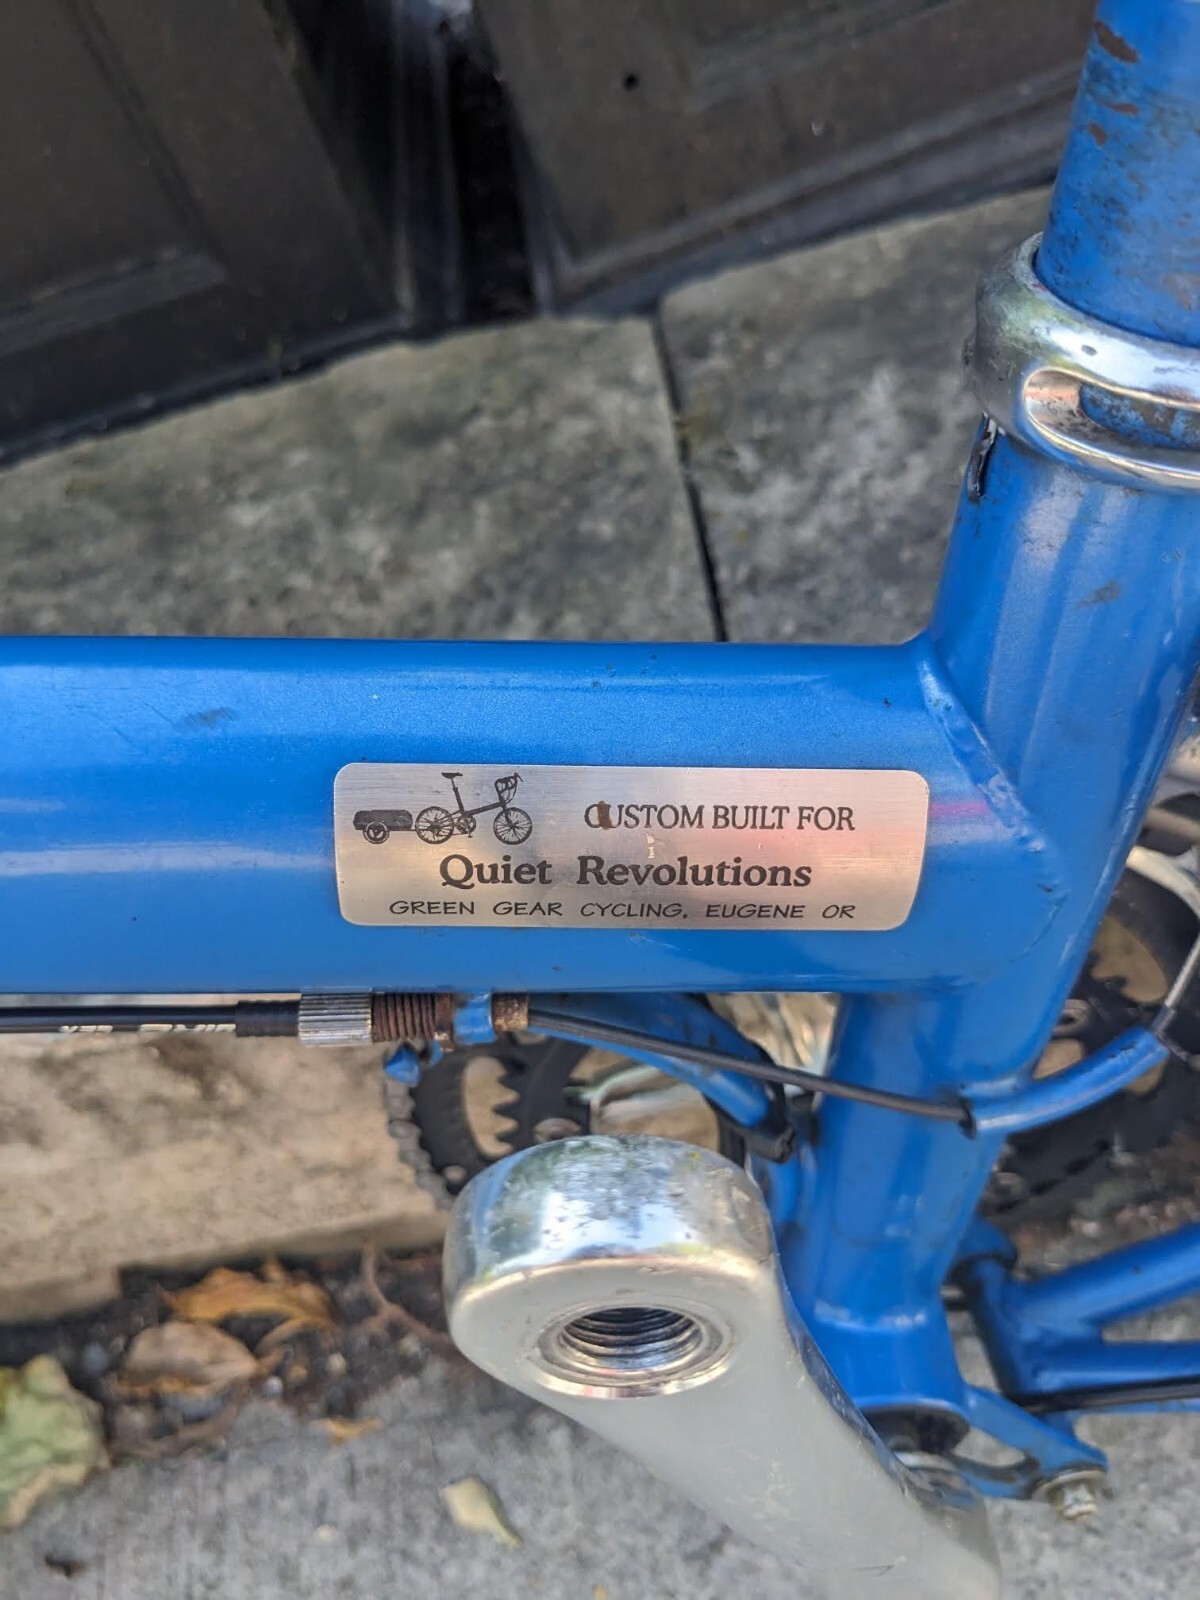 CUSTOM BUILT FOR
Quiet Revolutions
GREEN GEAR CYCLING, EUGENE OR